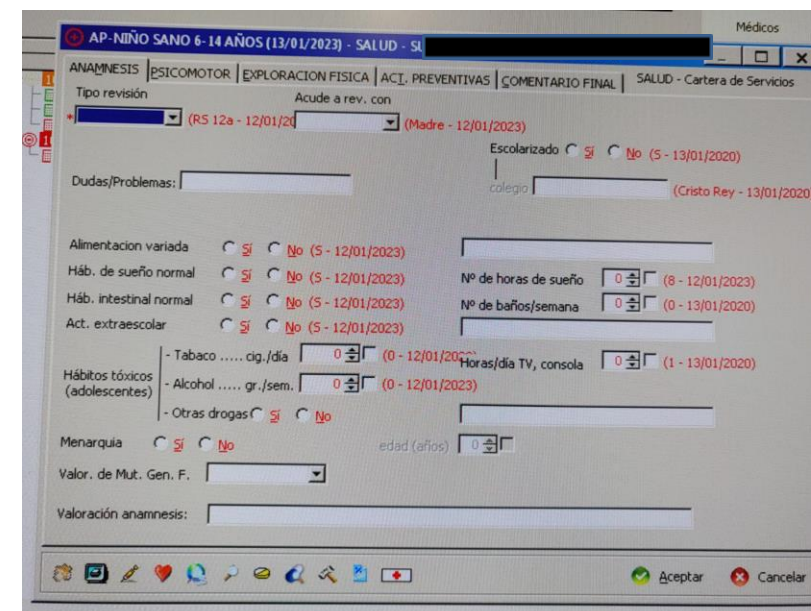 Médicos
AP-NIÑO SANO 6-14 AÑOS (13/01/2023) - SALUD - SU
ANAMNESIS PSICOMOTOR EXPLORACION FISICA ACT. PREVENTIVAS COMENTARIO FINAL SALUD - Cartera de Servicios
Tipo revisión Acude a rev. con
* (RS 12a - 12/01/20 (Madre - 12/01/2023)
Escolarizado Sí No (S - 13/01/2020)
Dudas/Problemas: colegio (Cristo Rey - 13/01/2020
Alimentacion variada Sí No (S - 12/01/2023)
Háb. de sueño normal Sí No (S - 12/01/2023) Nº de horas de sueño 0 (8 - 12/01/2023)
Háb. intestinal normal Sí No (S - 12/01/2023) Nº de baños/semana 0 (0 - 13/01/2020)
Act. extraescolar Sí No (S - 12/01/2023)
- Tabaco ..... cig./día 0 (0 - 12/01/2023) Horas/día TV, consola 0 (1 - 13/01/2020)
Hábitos tóxicos
(adolescentes)
- Alcohol ..... gr./sem. 0 (0 - 12/01/2023)
- Otras drogas Sí No
Menarquia Sí No edad (años) 0
Valor. de Mut. Gen. F.
Valoración anamnesis:
Aceptar Cancelar